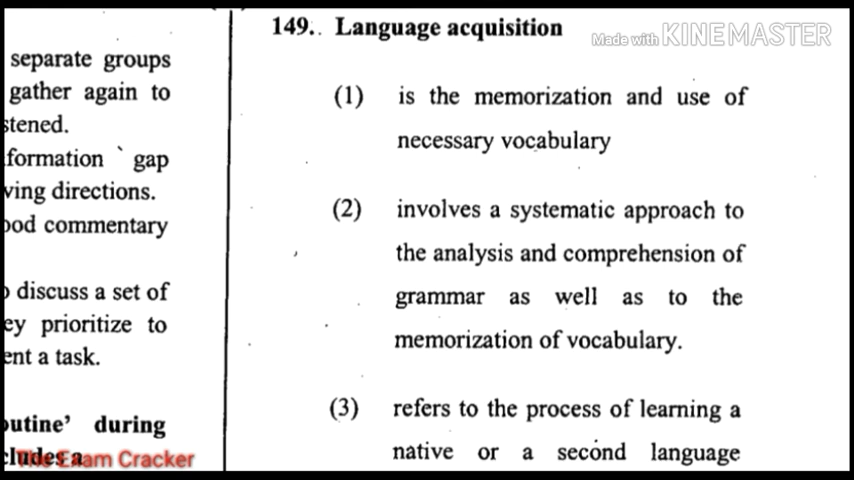 separate groups
gather again to
stened.
formation gap
ving directions.
ood commentary
discuss a set of
ey prioritize to
ent a task.
outine' during
cludes a
The Exam Cracker
149. Language acquisition
Made with KINEMASTER
(1) is the memorization and use of
necessary vocabulary
(2) involves a systematic approach to
the analysis and comprehension of
grammar as well as to the
memorization of vocabulary.
(3) refers to the process of learning a
native or a second language